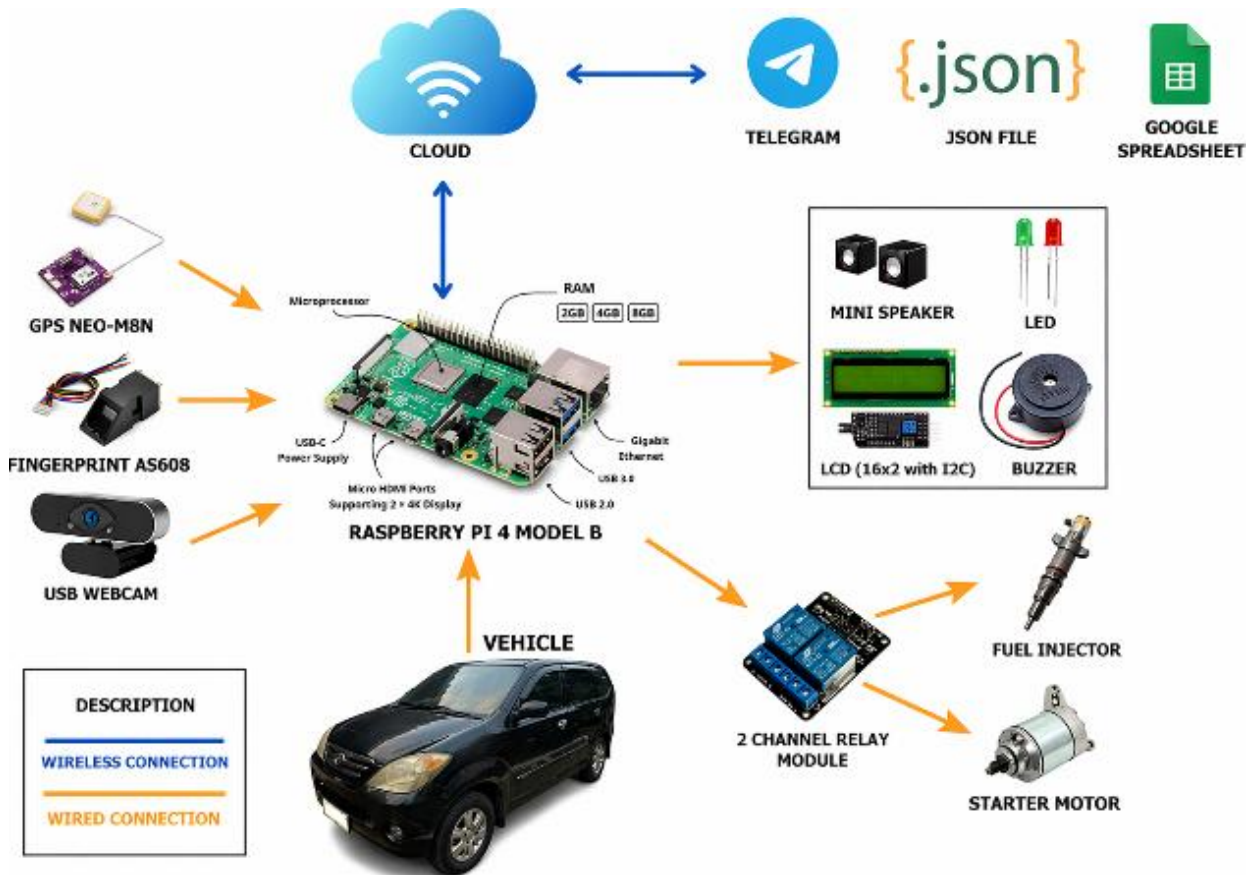 CLOUD
TELEGRAM
{.json}
JSON FILE
GOOGLE
SPREADSHEET
GPS NEO-M8N
FINGERPRINT AS608
USB WEBCAM
Microprocessor
RAM
2GB 4GB 8GB
USB-C
Power Supply
Micro HDMI Ports
Supporting 2 × 4K Display
Gigabit
Ethernet
USB 3.0
USB 2.0
RASPBERRY PI 4 MODEL B
MINI SPEAKER
LED
LCD (16x2 with I2C)
BUZZER
VEHICLE
2 CHANNEL RELAY
MODULE
FUEL INJECTOR
STARTER MOTOR
DESCRIPTION
WIRELESS CONNECTION
WIRED CONNECTION